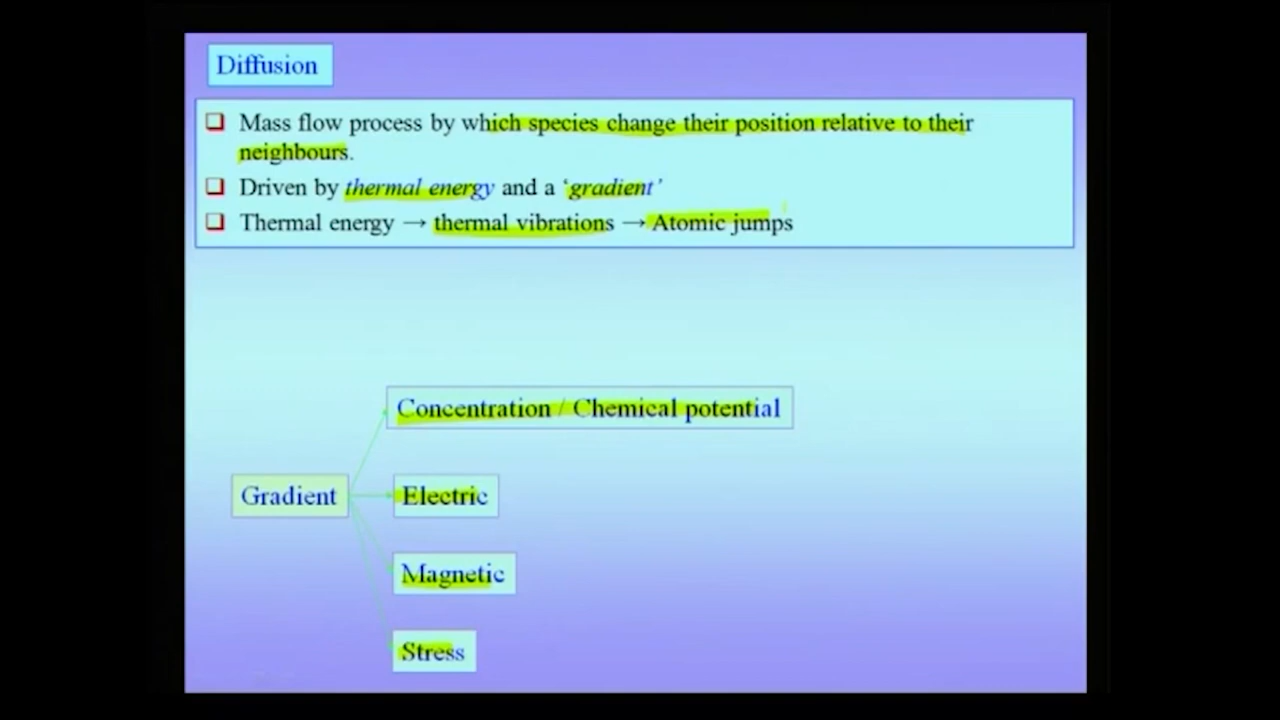 Diffusion
❑ Mass flow process by which species change their position relative to their
neighbours.
❑ Driven by thermal energy and a ‘gradient’
❑ Thermal energy → thermal vibrations → Atomic jumps
Concentration / Chemical potential
Gradient
Electric
Magnetic
Stress